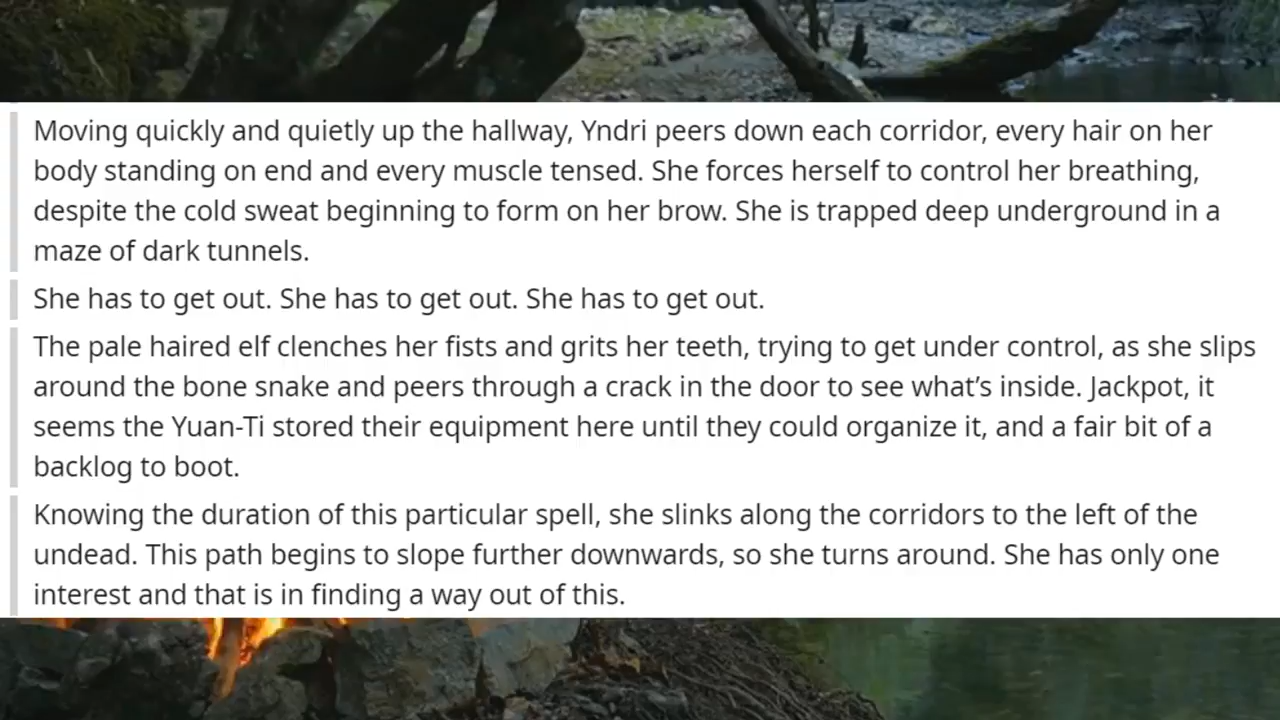 Moving quickly and quietly up the hallway, Yndri peers down each corridor, every hair on her
body standing on end and every muscle tensed. She forces herself to control her breathing,
despite the cold sweat beginning to form on her brow. She is trapped deep underground in a
maze of dark tunnels.
She has to get out. She has to get out. She has to get out.
The pale haired elf clenches her fists and grits her teeth, trying to get under control, as she slips
around the bone snake and peers through a crack in the door to see what’s inside. Jackpot, it
seems the Yuan-Ti stored their equipment here until they could organize it, and a fair bit of a
backlog to boot.
Knowing the duration of this particular spell, she slinks along the corridors to the left of the
undead. This path begins to slope further downwards, so she turns around. She has only one
interest and that is in finding a way out of this.